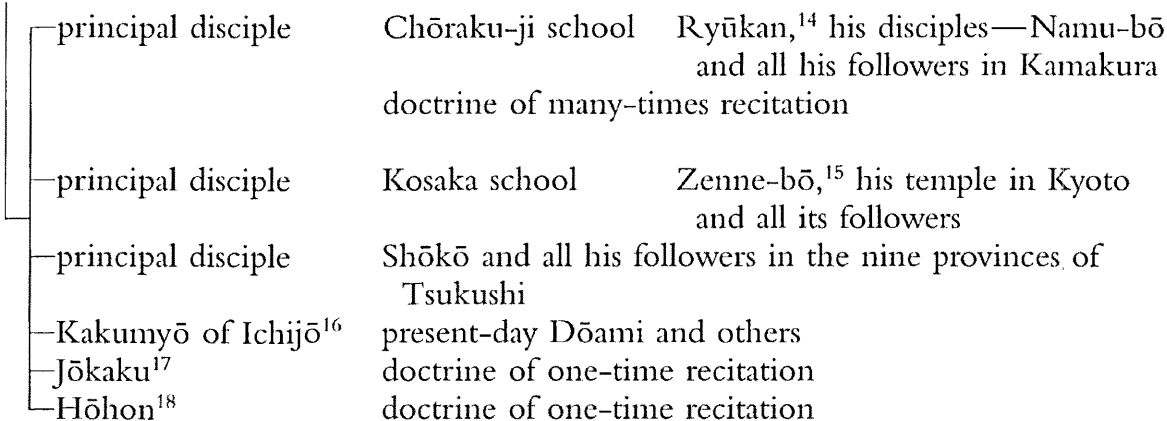 principal disciple Chōraku-ji school Ryūkan,¹⁴ his disciples—Namu-bō
and all his followers in Kamakura
doctrine of many-times recitation
principal disciple Kosaka school Zenne-bō,¹⁵ his temple in Kyoto
and all its followers
principal disciple Shōkō and all his followers in the nine provinces of
Tsukushi
Kakumyō of Ichijō¹⁶ present-day Dōami and others
Jōkaku¹⁷ doctrine of one-time recitation
Hōhon¹⁸ doctrine of one-time recitation